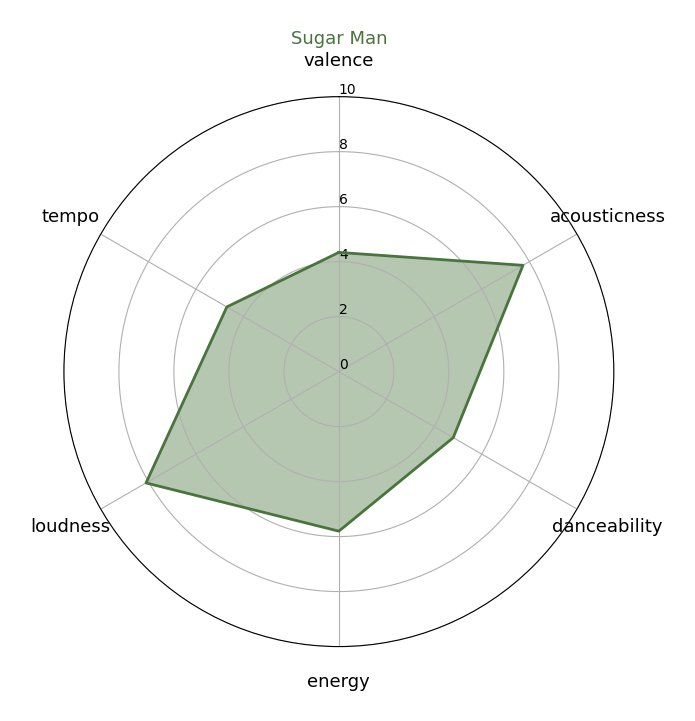 Sugar Man
valence
10
8
6
4
2
0
tempo
acousticness
loudness
danceability
energy